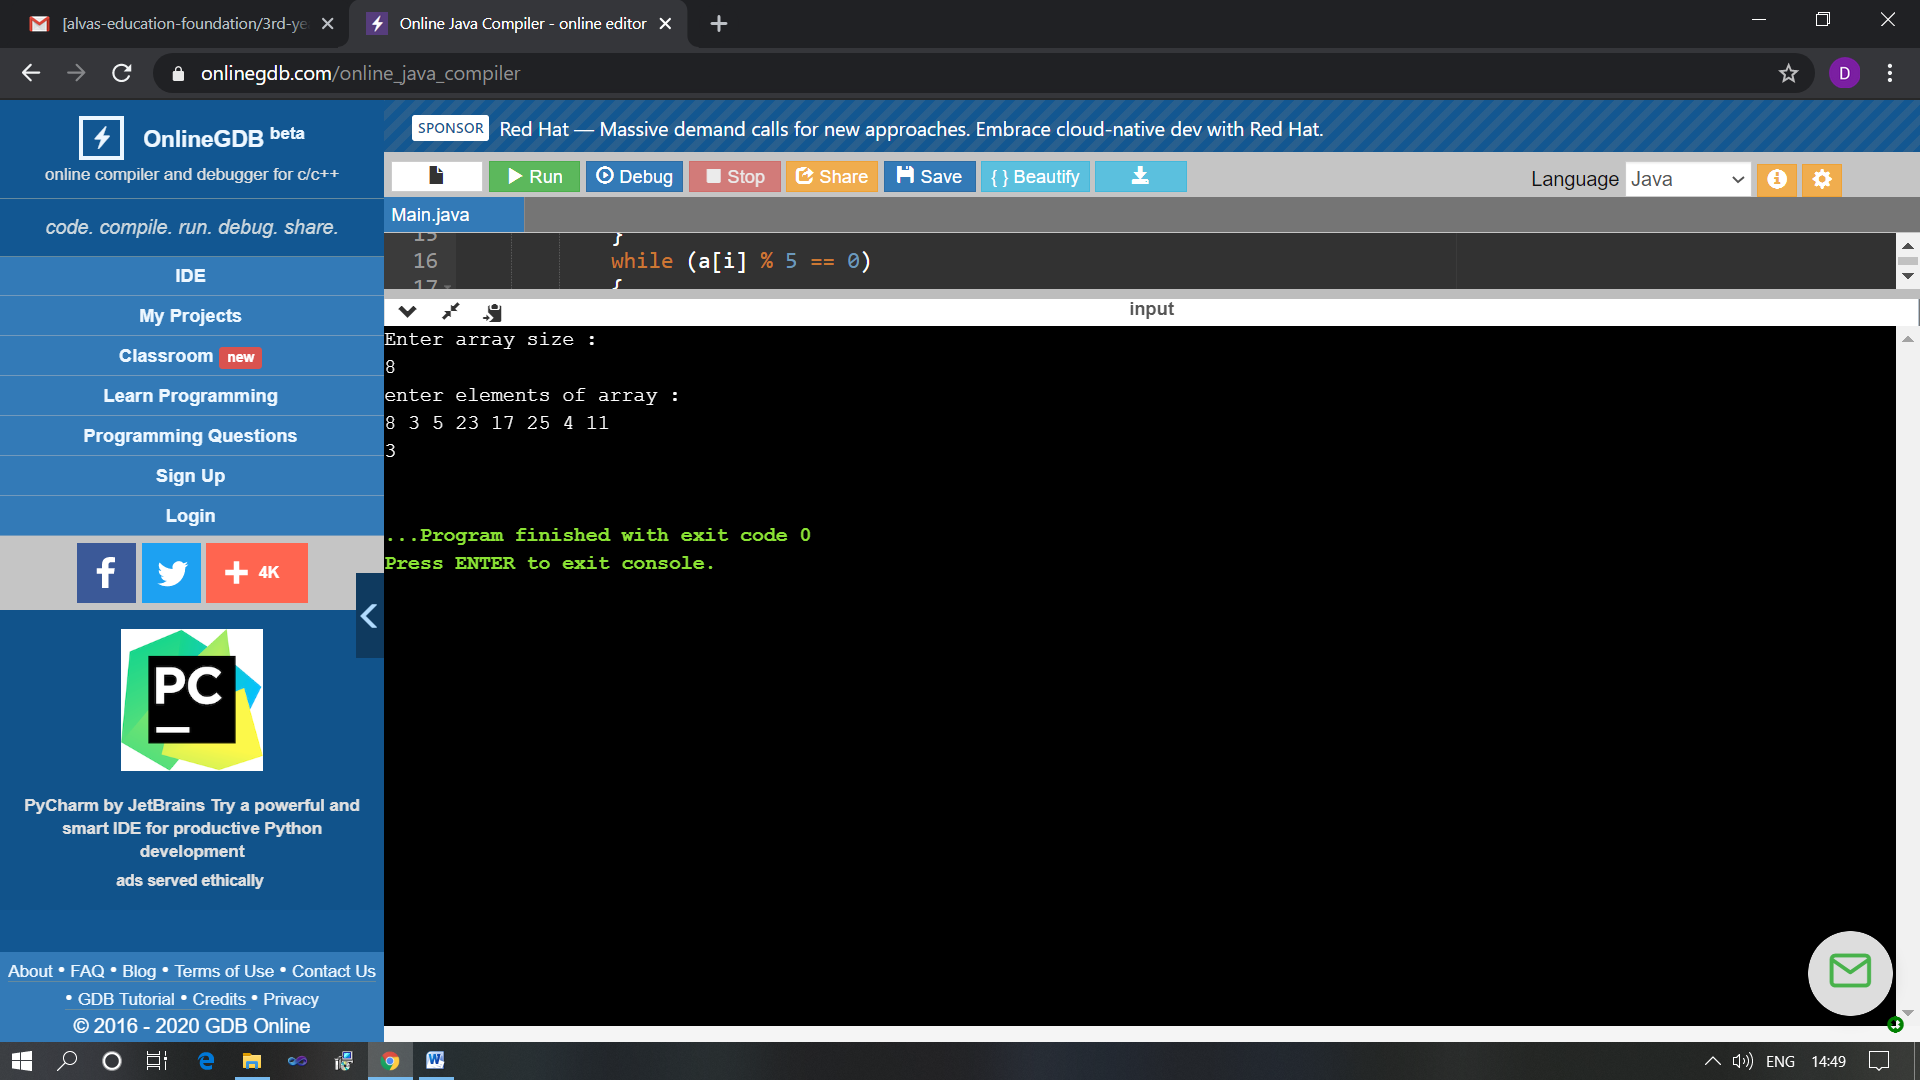 [alvas-education-foundation/3rd-ye
Online Java Compiler - online editor
onlinegdb.com/online_java_compiler
D
OnlineGDB beta
online compiler and debugger for c/c++
code. compile. run. debug. share.
IDE
My Projects
Classroom new
Learn Programming
Programming Questions
Sign Up
Login
4K
PC
PyCharm by JetBrains Try a powerful and
smart IDE for productive Python
development
ads served ethically
About • FAQ • Blog • Terms of Use • Contact Us
• GDB Tutorial • Credits • Privacy
© 2016 - 2020 GDB Online
SPONSOR Red Hat — Massive demand calls for new approaches. Embrace cloud-native dev with Red Hat.
Run Debug Stop Share Save { } Beautify Language Java
Main.java
15 }
16 while (a[i] % 5 == 0)
17 {
input
Enter array size :
8
enter elements of array :
8 3 5 23 17 25 4 11
3
...Program finished with exit code 0
Press ENTER to exit console.
ENG 14:49